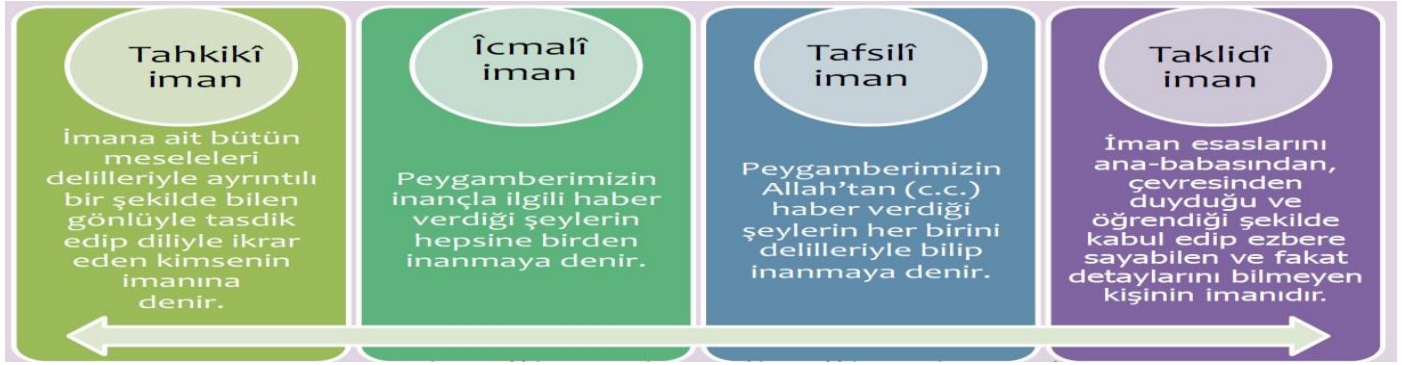 Tahkikî
iman
İmana ait bütün
meseleleri
delilleriyle ayrıntılı
bir şekilde bilen
gönlüyle tasdik
edip diliyle ikrar
eden kimsenin
imanına
denir.
Îcmalî
iman
Peygamberimizin
inançla ilgili haber
verdiği şeylerin
hepsine birden
inanmaya denir.
Tafsilî
iman
Peygamberimizin
Allah’tan (c.c.)
haber verdiği
şeylerin her birini
delilleriyle bilip
inanmaya denir.
Taklidî
iman
İman esaslarını
ana-babasından,
çevresinden
duyduğu ve
öğrendiği şekilde
kabul edip ezbere
sayabilen ve fakat
detaylarını bilmeyen
kişinin imanıdır.